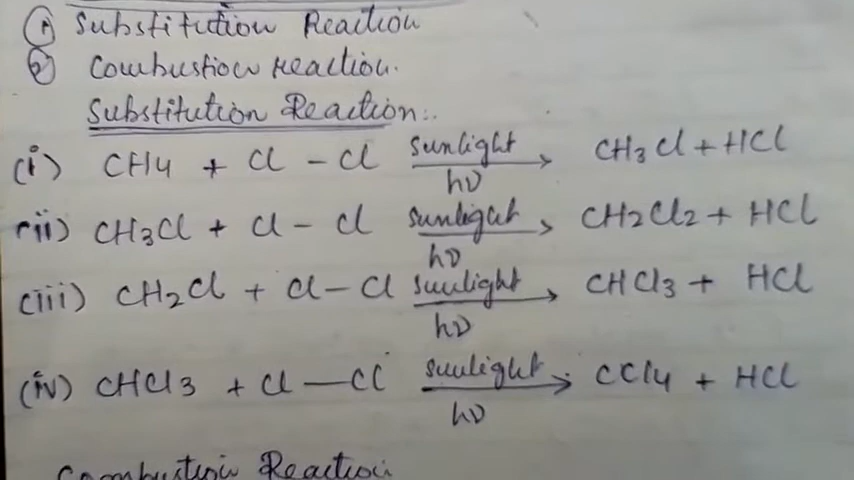 ① Substitution Reaction
② Combustion reaction.
Substitution Reaction:.
(i) CH4 + Cl - Cl sunlight hν → CH3Cl + HCl
(ii) CH3Cl + Cl - Cl sunlight hν → CH2Cl2 + HCl
(iii) CH2Cl + Cl - Cl sunlight hν → CHCl3 + HCl
(iv) CHCl3 + Cl - Cl sunlight hν → CCl4 + HCl
Combustion Reaction